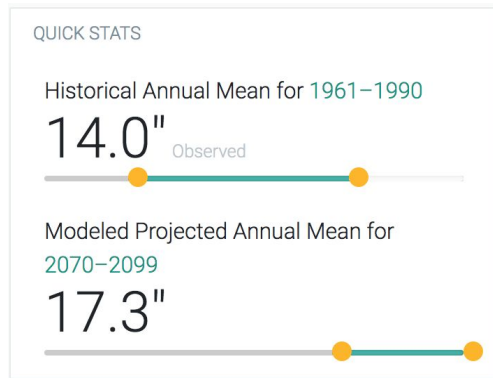 QUICK STATS
Historical Annual Mean for 1961–1990
14.0" Observed
Modeled Projected Annual Mean for
2070–2099
17.3"